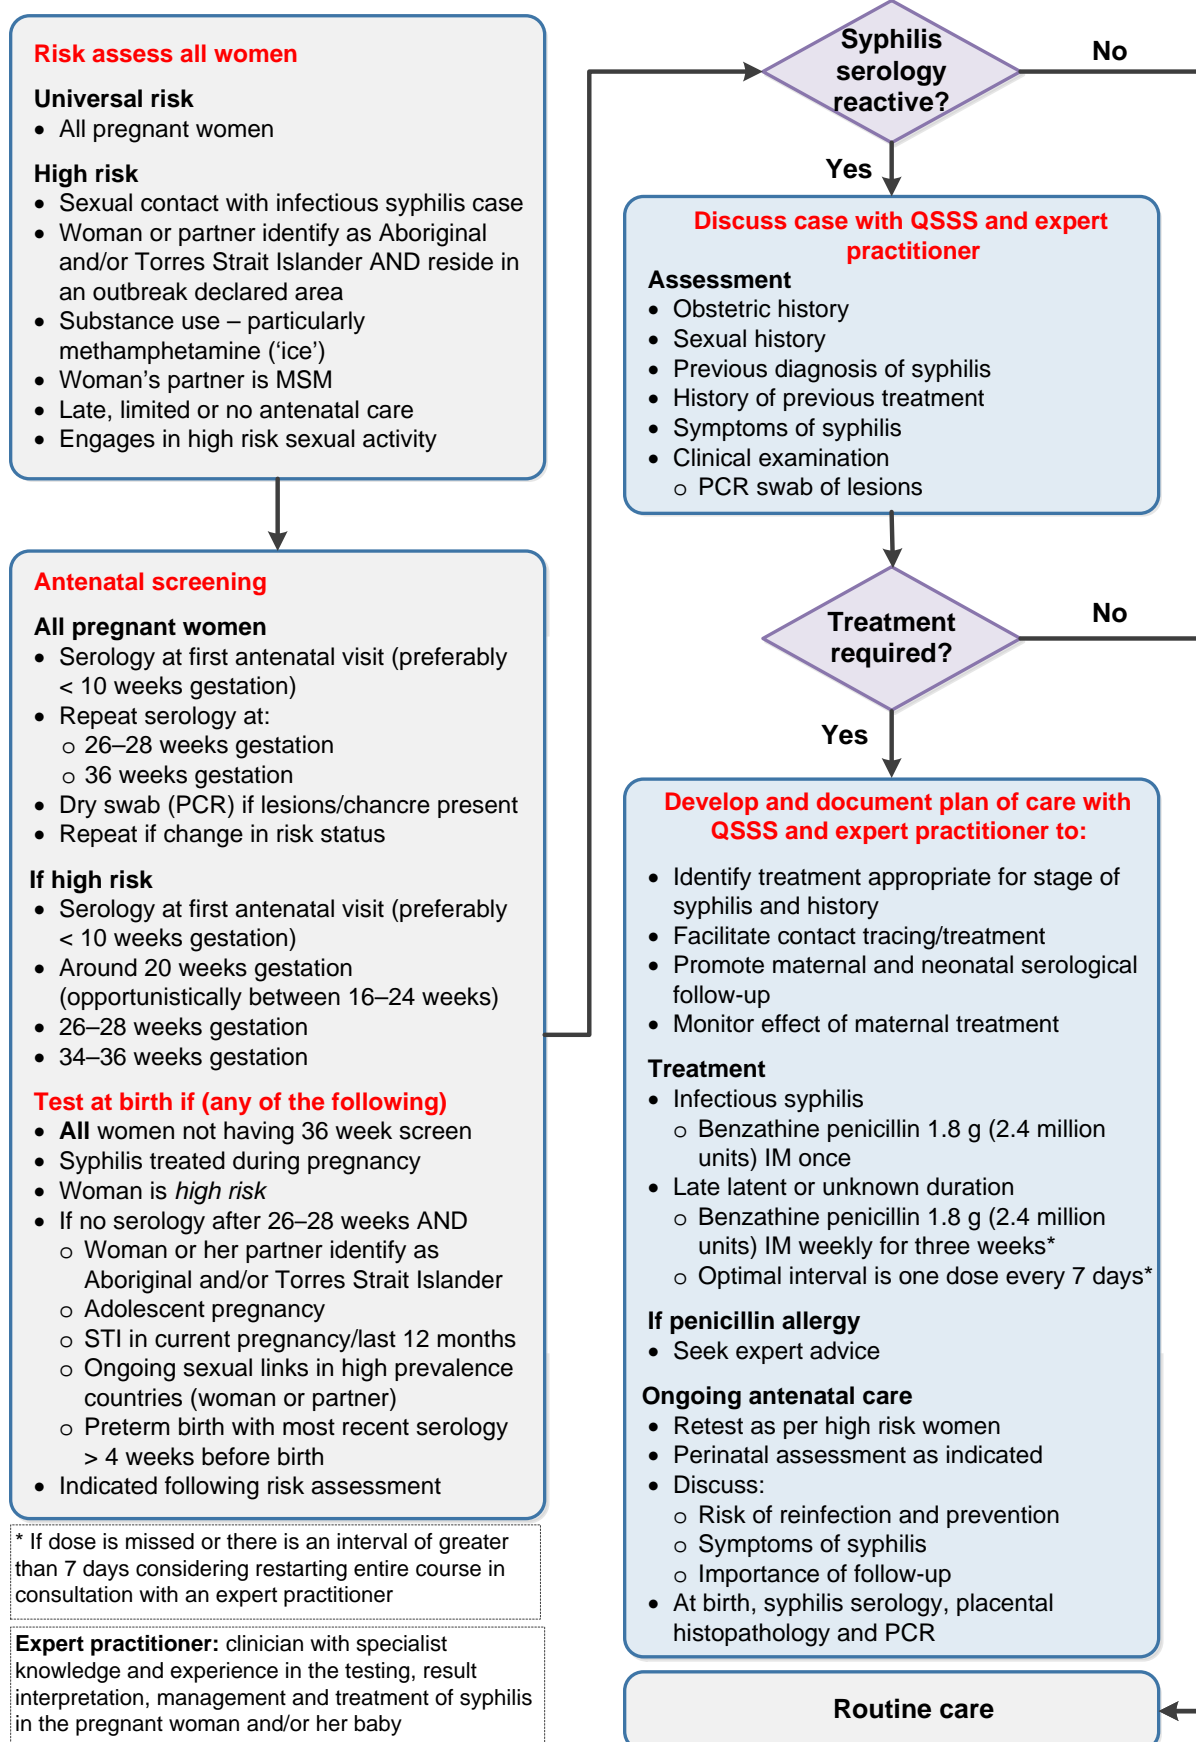 Risk assess all women
Universal risk
• All pregnant women
High risk
• Sexual contact with infectious syphilis case
• Woman or partner identify as Aboriginal
and/or Torres Strait Islander AND reside in
an outbreak declared area
• Substance use – particularly
methamphetamine (‘ice’)
• Woman’s partner is MSM
• Late, limited or no antenatal care
• Engages in high risk sexual activity
Antenatal screening
All pregnant women
• Serology at first antenatal visit (preferably
< 10 weeks gestation)
• Repeat serology at:
o 26–28 weeks gestation
o 36 weeks gestation
• Dry swab (PCR) if lesions/chancre present
• Repeat if change in risk status
If high risk
• Serology at first antenatal visit (preferably
< 10 weeks gestation)
• Around 20 weeks gestation
(opportunistically between 16–24 weeks)
• 26–28 weeks gestation
• 34–36 weeks gestation
Test at birth if (any of the following)
• All women not having 36 week screen
• Syphilis treated during pregnancy
• Woman is high risk
• If no serology after 26–28 weeks AND
o Woman or her partner identify as
Aboriginal and/or Torres Strait Islander
o Adolescent pregnancy
o STI in current pregnancy/last 12 months
o Ongoing sexual links in high prevalence
countries (woman or partner)
o Preterm birth with most recent serology
> 4 weeks before birth
• Indicated following risk assessment
* If dose is missed or there is an interval of greater
than 7 days considering restarting entire course in
consultation with an expert practitioner
Expert practitioner: clinician with specialist
knowledge and experience in the testing, result
interpretation, management and treatment of syphilis
in the pregnant woman and/or her baby
Syphilis
serology
reactive?
No
Yes
Discuss case with QSSS and expert
practitioner
Assessment
• Obstetric history
• Sexual history
• Previous diagnosis of syphilis
• History of previous treatment
• Symptoms of syphilis
• Clinical examination
o PCR swab of lesions
Treatment
required?
No
Yes
Develop and document plan of care with
QSSS and expert practitioner to:
• Identify treatment appropriate for stage of
syphilis and history
• Facilitate contact tracing/treatment
• Promote maternal and neonatal serological
follow-up
• Monitor effect of maternal treatment
Treatment
• Infectious syphilis
o Benzathine penicillin 1.8 g (2.4 million
units) IM once
• Late latent or unknown duration
o Benzathine penicillin 1.8 g (2.4 million
units) IM weekly for three weeks*
o Optimal interval is one dose every 7 days*
If penicillin allergy
• Seek expert advice
Ongoing antenatal care
• Retest as per high risk women
• Perinatal assessment as indicated
• Discuss:
o Risk of reinfection and prevention
o Symptoms of syphilis
o Importance of follow-up
• At birth, syphilis serology, placental
histopathology and PCR
Routine care